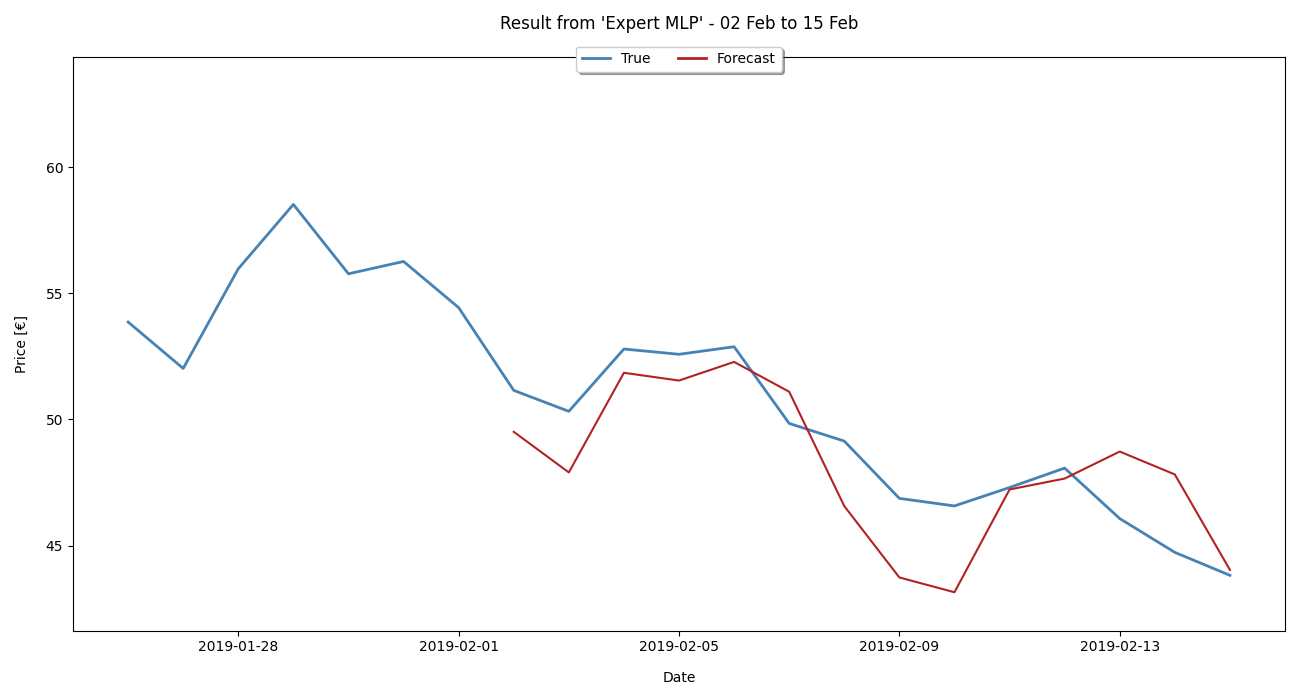 Result from 'Expert MLP' - 02 Feb to 15 Feb
True Forecast
60
55
50
45
Price [€]
2019-01-28 2019-02-01 2019-02-05 2019-02-09 2019-02-13
Date